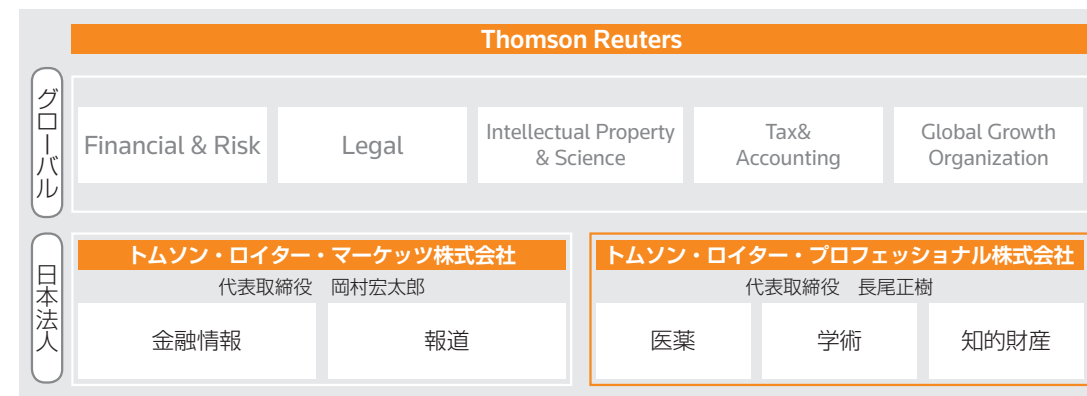 Thomson Reuters
グローバル
Financial & Risk
Legal
Intellectual Property
& Science
Tax&
Accounting
Global Growth
Organization
日本法人
トムソン・ロイター・マーケッツ株式会社
代表取締役　岡村宏太郎
金融情報
報道
トムソン・ロイター・プロフェッショナル株式会社
代表取締役　長尾正樹
医薬
学術
知的財産